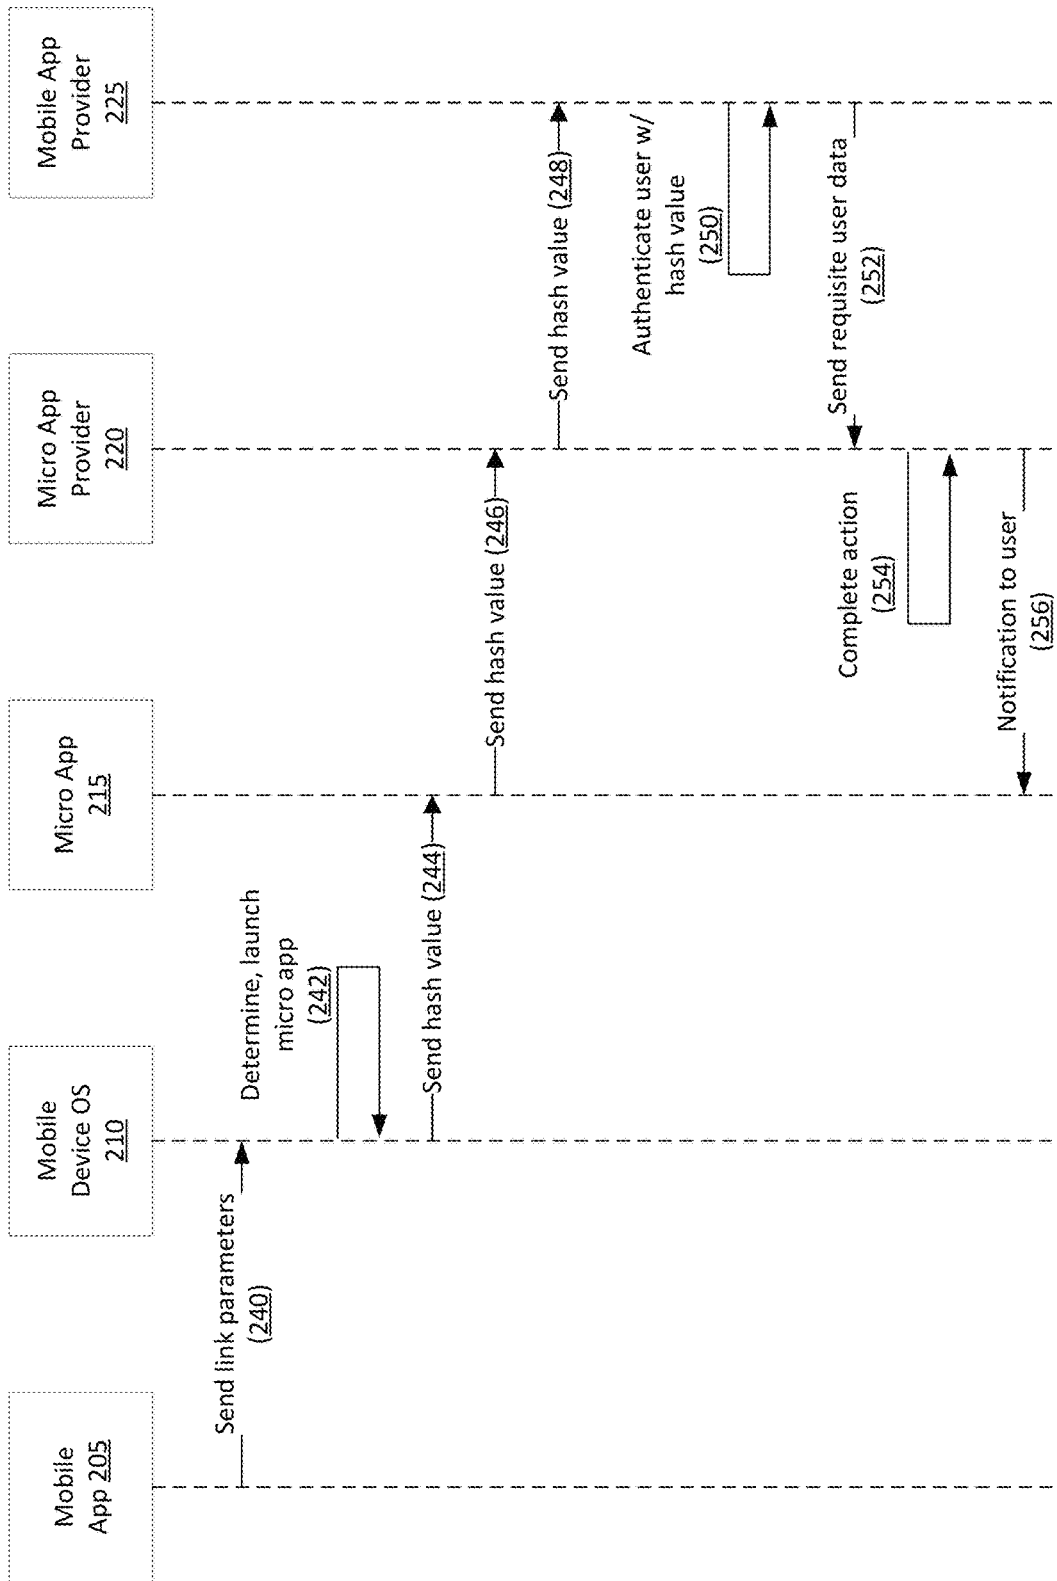 Mobile
App 205
Mobile
Device OS
210
Micro App
215
Micro App
Provider
220
Mobile App
Provider
225
Send link parameters
(240)
Determine, launch
micro app
(242)
Send hash value (244)
Send hash value (246)
Send hash value (248)
Authenticate user w/
hash value
(250)
Send requisite user data
(252)
Complete action
(254)
Notification to user
(256)